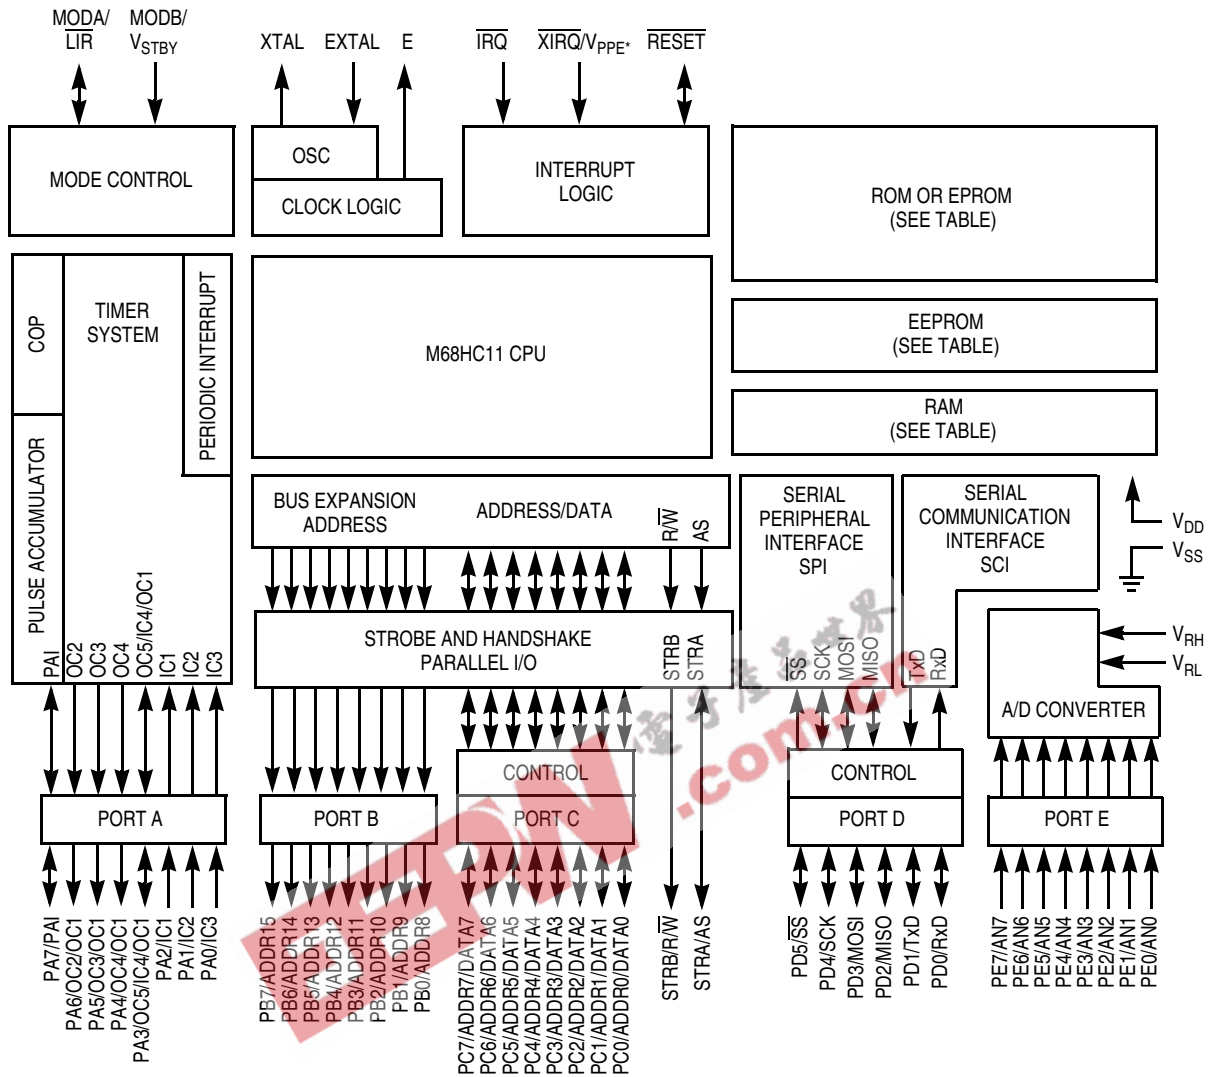 MODA/
LIR
MODB/
VSTBY
XTAL
EXTAL
E
IRQ
XIRQ/VPPE*
RESET
MODE CONTROL
OSC
CLOCK LOGIC
INTERRUPT
LOGIC
ROM OR EPROM
(SEE TABLE)
COP
TIMER
SYSTEM
PERIODIC INTERRUPT
M68HC11 CPU
EEPROM
(SEE TABLE)
RAM
(SEE TABLE)
PULSE ACCUMULATOR
BUS EXPANSION
ADDRESS
ADDRESS/DATA
R/W
AS
SERIAL
PERIPHERAL
INTERFACE
SPI
SERIAL
COMMUNICATION
INTERFACE
SCI
VDD
VSS
PAI
OC2
OC3
OC4
OC5/IC4/OC1
IC1
IC2
IC3
STROBE AND HANDSHAKE
PARALLEL I/O
STRB
STRA
SS
SCK
MOSI
MISO
TxD
RxD
VRH
VRL
A/D CONVERTER
CONTROL
CONTROL
PORT A
PORT B
PORT C
PORT D
PORT E
PA7/PAI
PA6/OC2/OC1
PA5/OC3/OC1
PA4/OC4/OC1
PA3/OC5/IC4/OC1
PA2/IC1
PA1/IC2
PA0/IC3
PB7/ADDR15
PB6/ADDR14
PB5/ADDR13
PB4/ADDR12
PB3/ADDR11
PB2/ADDR10
PB1/ADDR9
PB0/ADDR8
PC7/ADDR7/DATA7
PC6/ADDR6/DATA6
PC5/ADDR5/DATA5
PC4/ADDR4/DATA4
PC3/ADDR3/DATA3
PC2/ADDR2/DATA2
PC1/ADDR1/DATA1
PC0/ADDR0/DATA0
STRB/R/W
STRA/AS
PD5/SS
PD4/SCK
PD3/MOSI
PD2/MISO
PD1/TxD
PD0/RxD
PE7/AN7
PE6/AN6
PE5/AN5
PE4/AN4
PE3/AN3
PE2/AN2
PE1/AN1
PE0/AN0
EEPW
.com.cn
電子產品世界